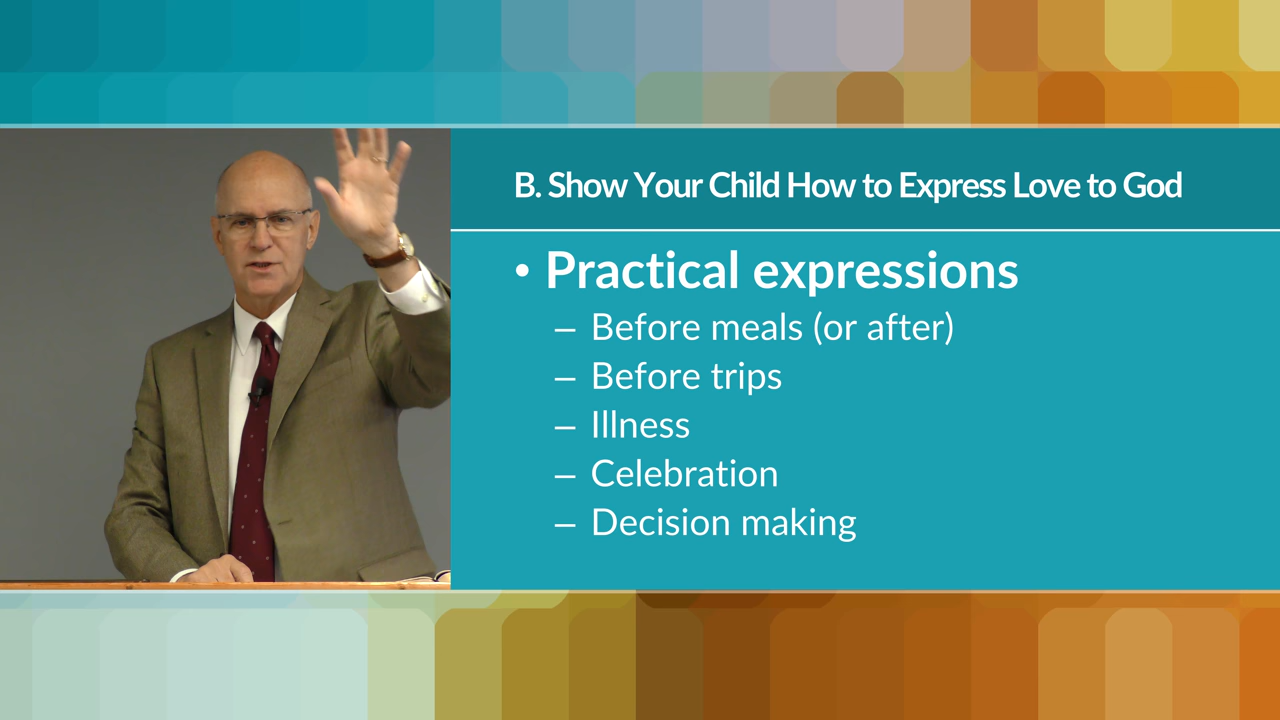 B. Show Your Child How to Express Love to God
• Practical expressions
– Before meals (or after)
– Before trips
– Illness
– Celebration
– Decision making